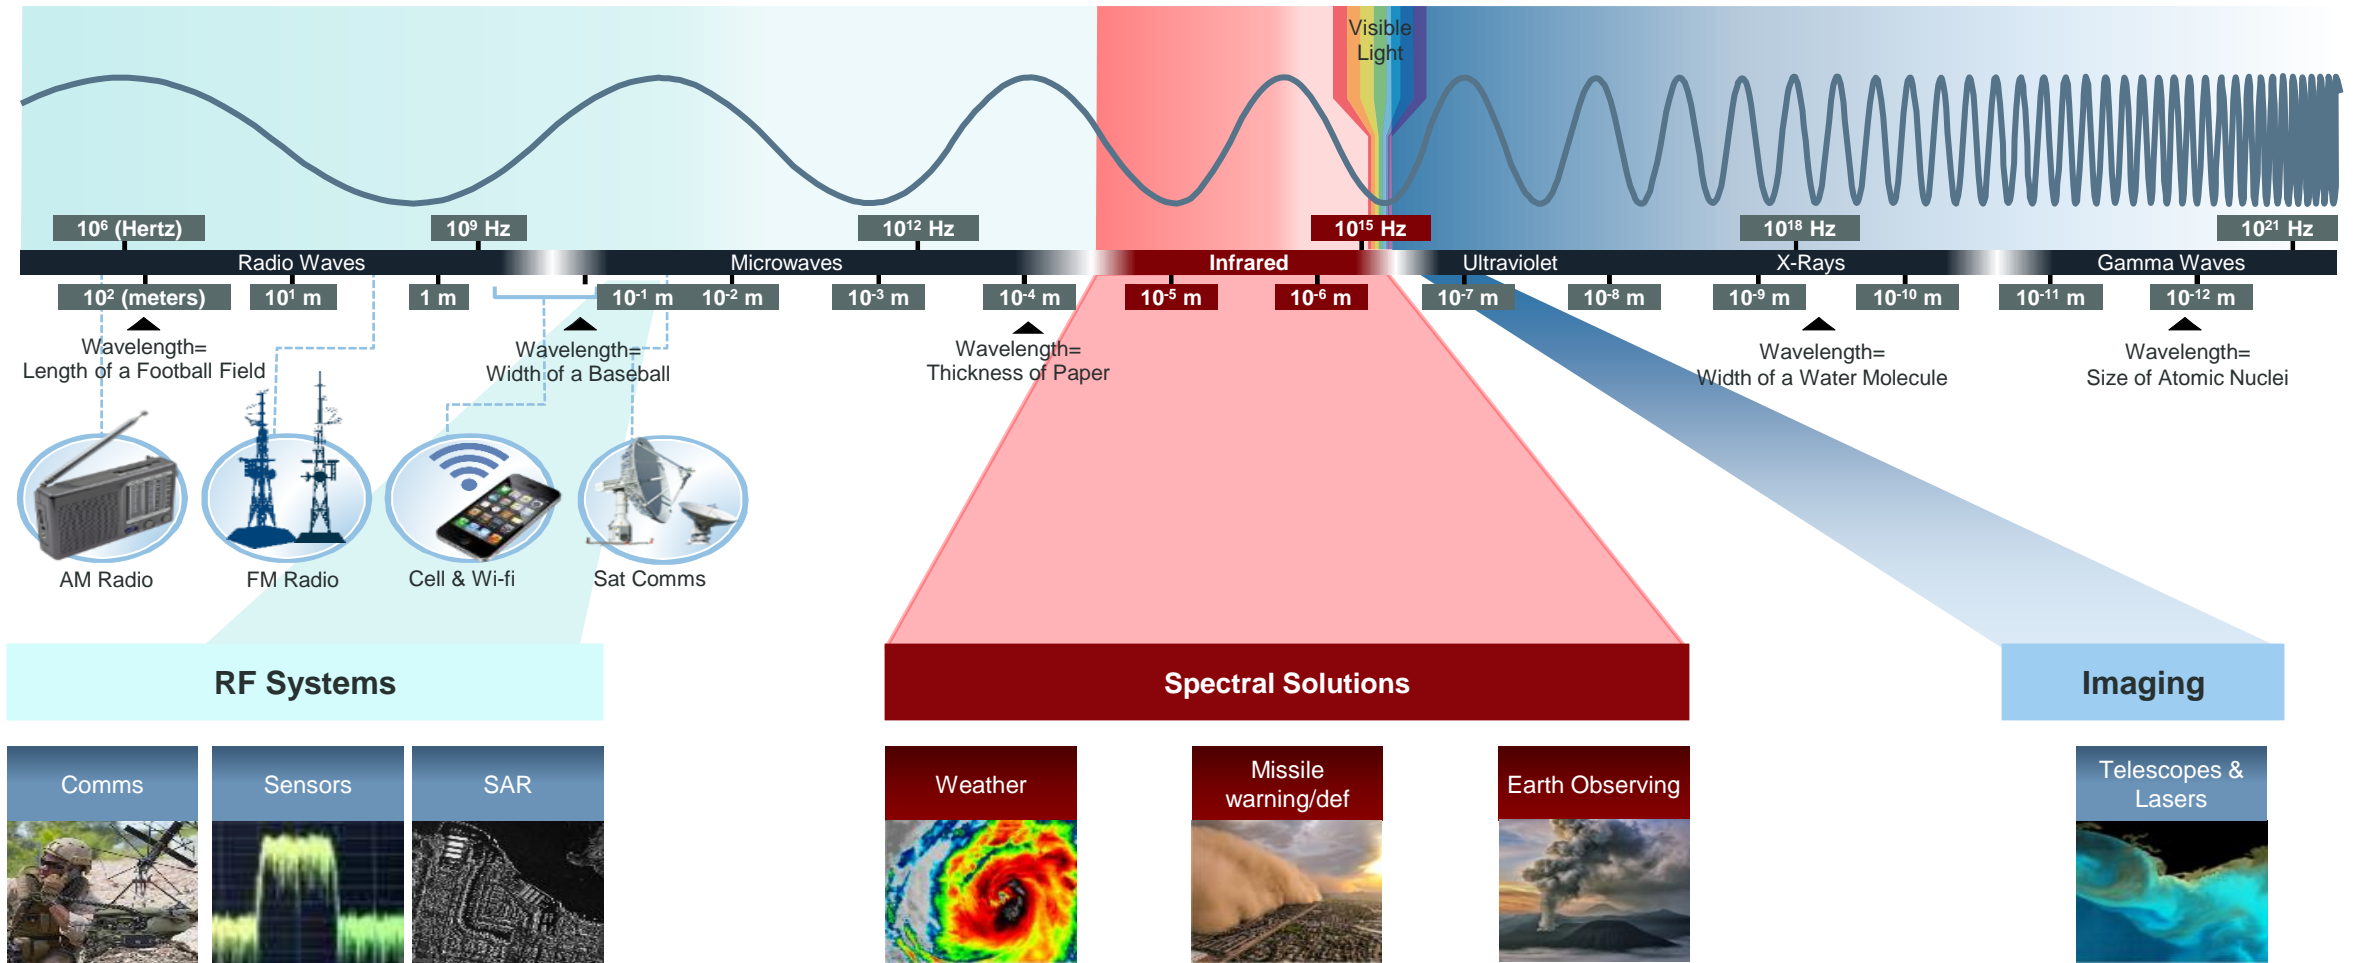 Visible
Light
10⁶ (Hertz)
10⁹ Hz
10¹² Hz
10¹⁵ Hz
10¹⁸ Hz
10²¹ Hz
Radio Waves
Microwaves
Infrared
Ultraviolet
X-Rays
Gamma Waves
10² (meters)
10¹ m
1 m
10⁻¹ m
10⁻² m
10⁻³ m
10⁻⁴ m
10⁻⁵ m
10⁻⁶ m
10⁻⁷ m
10⁻⁸ m
10⁻⁹ m
10⁻¹⁰ m
10⁻¹¹ m
10⁻¹² m
Wavelength=
Length of a Football Field
Wavelength=
Width of a Baseball
Wavelength=
Thickness of Paper
Wavelength=
Width of a Water Molecule
Wavelength=
Size of Atomic Nuclei
AM Radio
FM Radio
Cell & Wi-fi
Sat Comms
RF Systems
Spectral Solutions
Imaging
Comms
Sensors
SAR
Weather
Missile
warning/def
Earth Observing
Telescopes &
Lasers